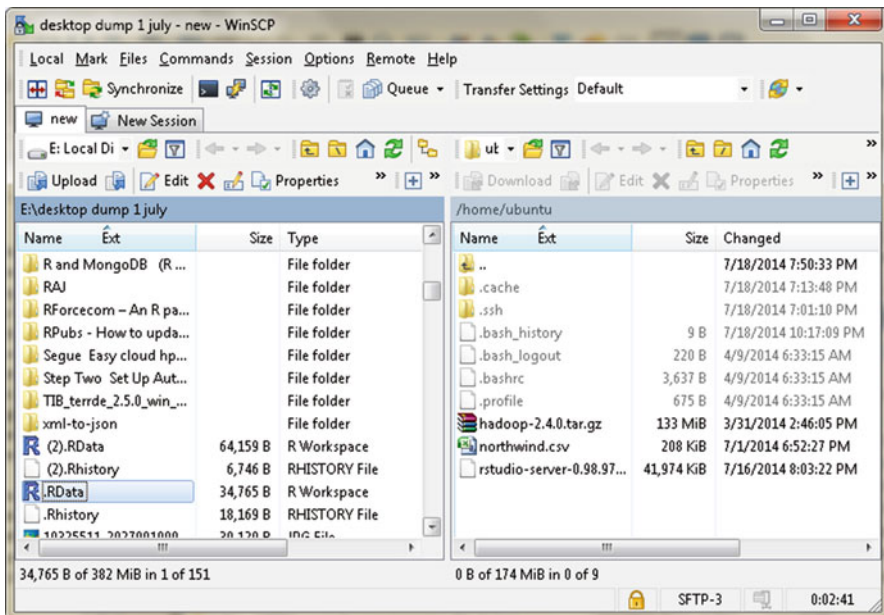 desktop dump 1 july - new - WinSCP
Local Mark Files Commands Session Options Remote Help
Synchronize Queue Transfer Settings Default
new New Session
E: Local Di ut
Upload Edit Properties Download Edit Properties
E:\desktop dump 1 july /home/ubuntu
Name Ext Size Type Name Ext Size Changed
R and MongoDB (R ... File folder .. 7/18/2014 7:50:33 PM
RAJ File folder .cache 7/18/2014 7:13:48 PM
RForcecom – An R pa... File folder .ssh 7/18/2014 7:01:10 PM
RPubs - How to upda... File folder .bash_history 9 B 7/18/2014 10:17:09 PM
Segue Easy cloud hp... File folder .bash_logout 220 B 4/9/2014 6:33:15 AM
Step Two Set Up Aut... File folder .bashrc 3,637 B 4/9/2014 6:33:15 AM
TIB_terrde_2.5.0_win_... File folder .profile 675 B 4/9/2014 6:33:15 AM
xml-to-json File folder hadoop-2.4.0.tar.gz 133 MiB 3/31/2014 2:46:05 PM
(2).RData 64,159 B R Workspace northwind.csv 208 KiB 7/1/2014 6:52:27 PM
(2).Rhistory 6,746 B RHISTORY File rstudio-server-0.98.97... 41,974 KiB 7/16/2014 8:03:22 PM
.RData 34,765 B R Workspace
.Rhistory 18,169 B RHISTORY File
34,765 B of 382 MiB in 1 of 151 0 B of 174 MiB in 0 of 9
SFTP-3 0:02:41